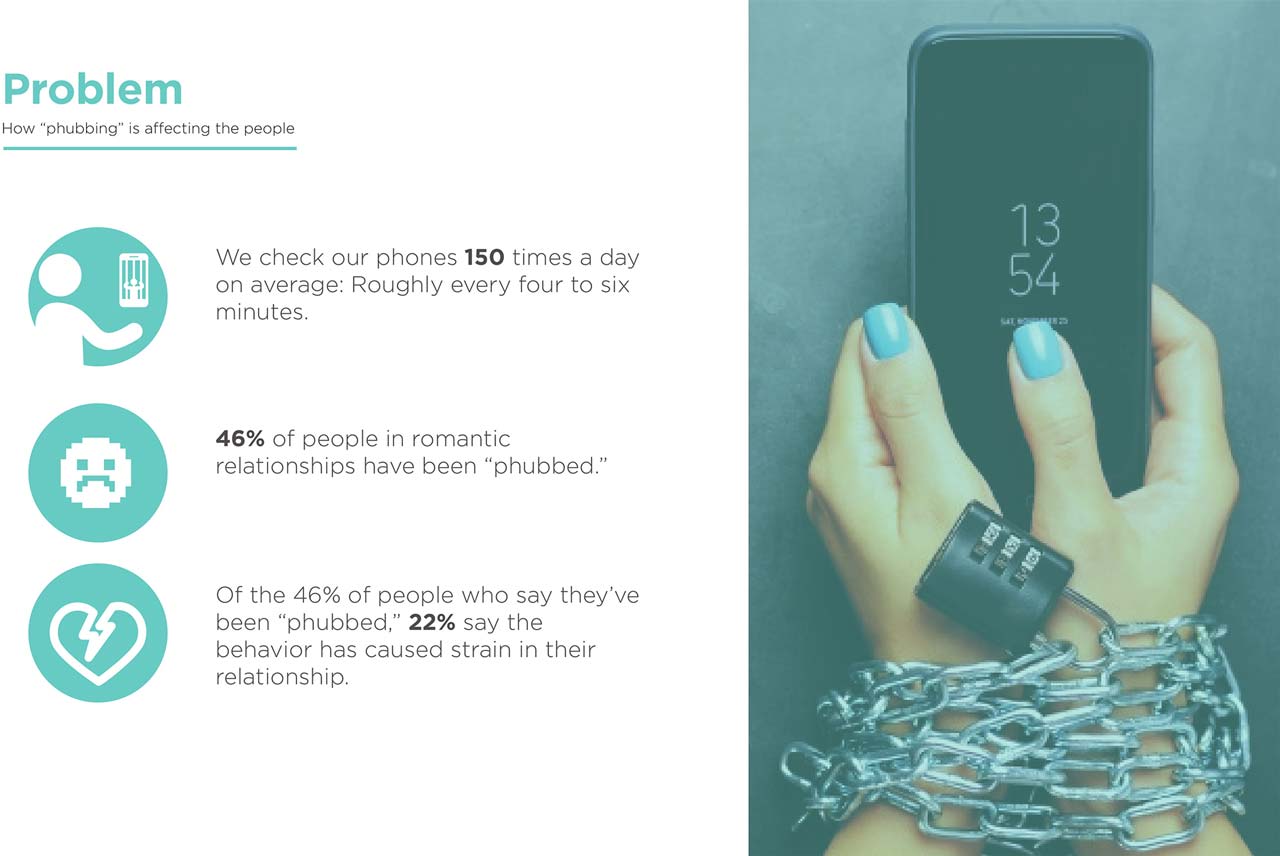 Problem
How “phubbing” is affecting the people
We check our phones 150 times a day
on average: Roughly every four to six
minutes.
46% of people in romantic
relationships have been “phubbed.”
Of the 46% of people who say they’ve
been “phubbed,” 22% say the
behavior has caused strain in their
relationship.
13
54
SAT,
25